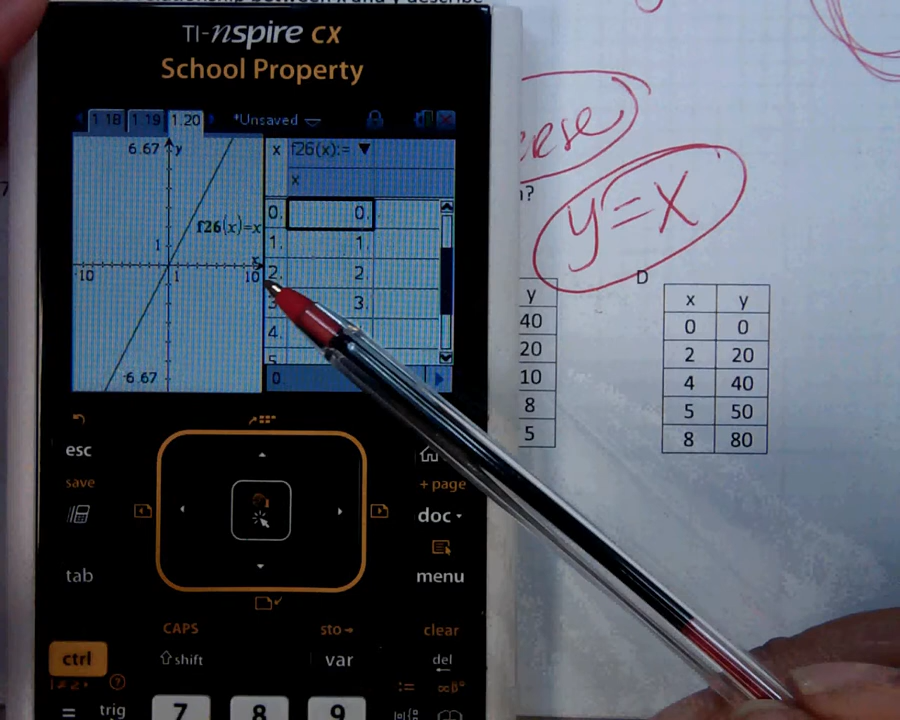 TI-nspire CX
School Property
1.18 1.19 1.20 *Unsaved
6.67 y
x f26(x):=
x
0. 0.
1. 1.
2. 2.
3. 3.
4.
5.
0.
f26(x)=x
1
-10 1 10
x
-6.67
esc
save
tab
+ page
doc
menu
CAPS
sto→
clear
ctrl
shift
var
del
:=
=
trig
7 8 9
y=x
?
y
40
20
10
8
5
D
x y
0 0
2 20
4 40
5 50
8 80